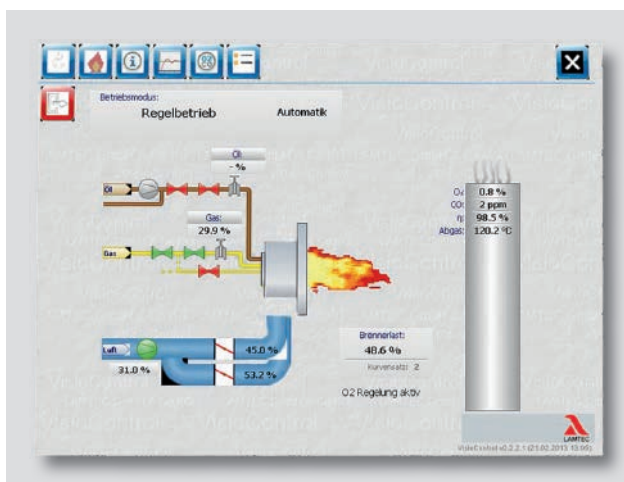 Betriebsmodus:
Regelbetrieb Automatik
Öl:
- %
Öl
Gas:
29.9 %
Gas
Luft
31.0 %
45.0 %
53.2 %
Brennerlast:
48.6 %
Kurvensatz: 2
O2 Regelung aktiv
O₂: 0.8 %
CO: 2 ppm
η: 98.5 %
Abgas: 120.2 °C
LAMTEC